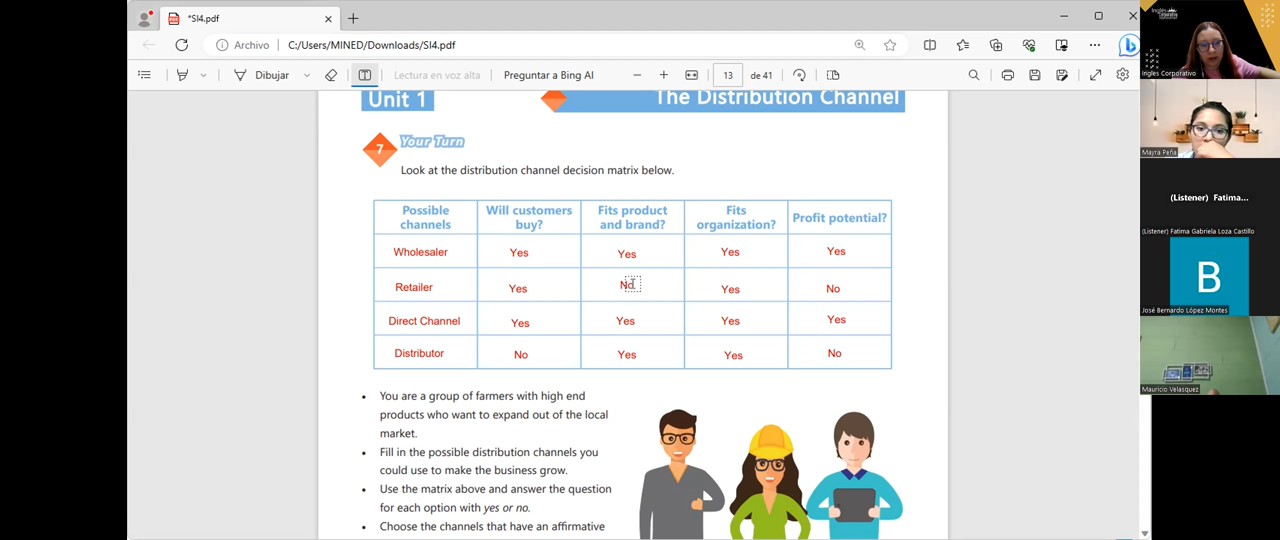 *SI4.pdf
Archivo C:/Users/MINED/Downloads/SI4.pdf
Dibujar Lectura en voz alta Preguntar a Bing AI 13 de 41
Unit 1 The Distribution Channel
7 Your Turn
Look at the distribution channel decision matrix below.
Possible channels Will customers buy? Fits product and brand? Fits organization? Profit potential?
Wholesaler Yes Yes Yes Yes
Retailer Yes No Yes No
Direct Channel Yes Yes Yes Yes
Distributor No Yes Yes No
• You are a group of farmers with high end
products who want to expand out of the local
market.
• Fill in the possible distribution channels you
could use to make the business grow.
• Use the matrix above and answer the question
for each option with yes or no.
• Choose the channels that have an affirmative
Inglés Corporativo
Mayra Peña
(Listener) Fatima...
(Listener) Fatima Gabriela Loza Castillo
B
José Bernardo López Montes
Mauricio Velasquez